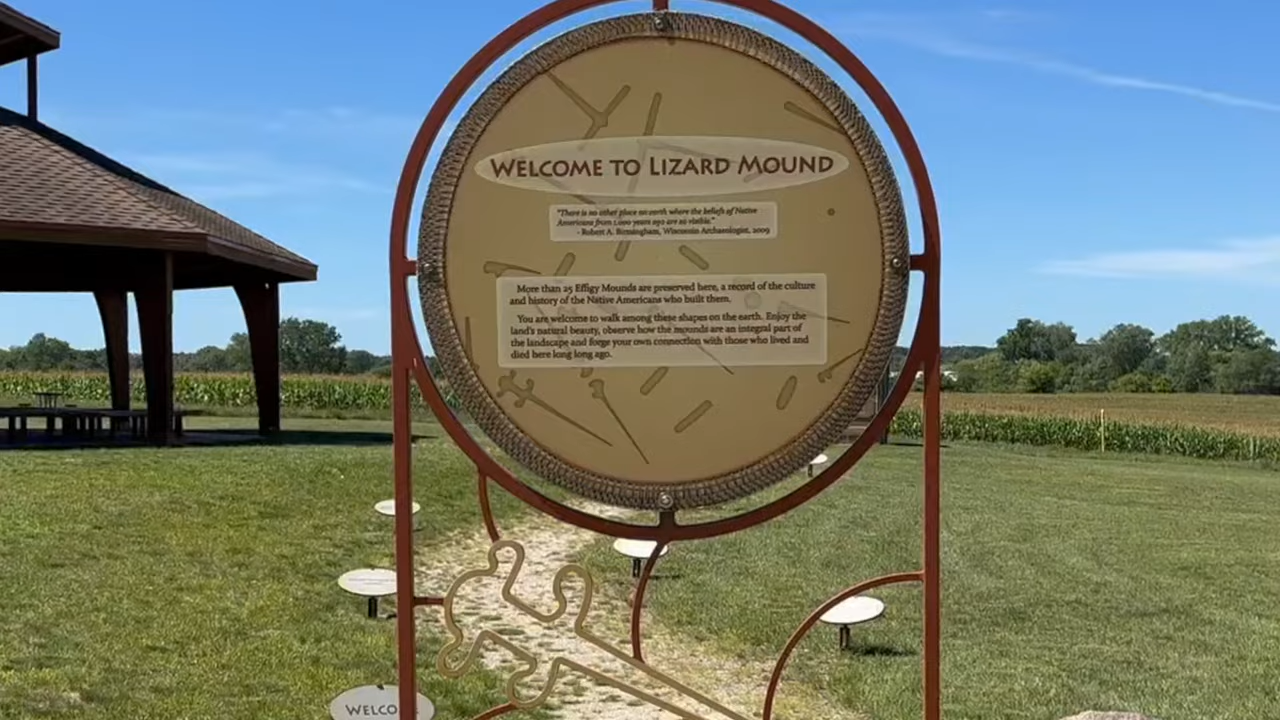 WELCOME TO LIZARD MOUND
"There is no other place on earth where the beliefs of Native
Americans from 1,000 years ago are so visible."
- Robert A. Birmingham, Wisconsin Archaeologist, 2009
More than 25 Effigy Mounds are preserved here, a record of the culture
and history of the Native Americans who built them.
You are welcome to walk among these shapes on the earth. Enjoy the
land's natural beauty, observe how the mounds are an integral part of
the landscape and forge your own connection with those who lived and
died here long long ago.
WELCO